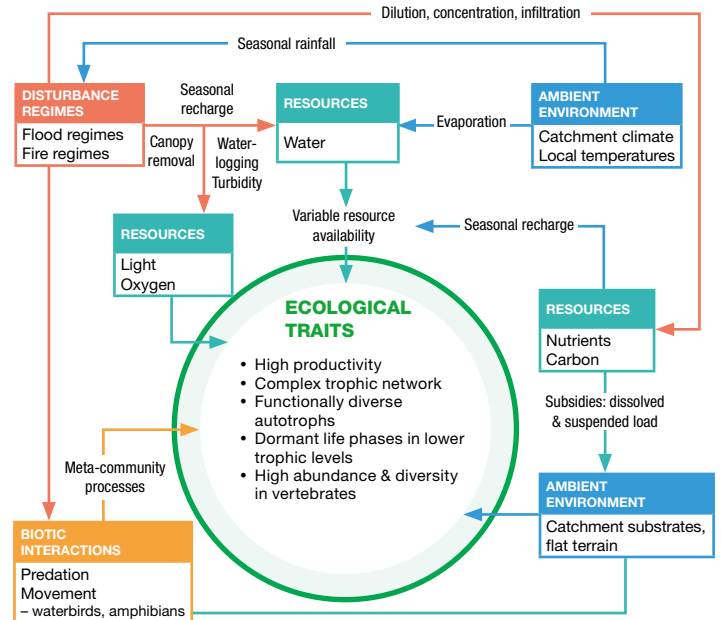 Dilution, concentration, infiltration
Seasonal rainfall
DISTURBANCE
REGIMES
Flood regimes
Fire regimes
Seasonal
recharge
Canopy
removal
Water-
logging
Turbidity
RESOURCES
Water
Evaporation
AMBIENT
ENVIRONMENT
Catchment climate
Local temperatures
Variable resource
availability
Seasonal recharge
RESOURCES
Light
Oxygen
RESOURCES
Nutrients
Carbon
Subsidies: dissolved
& suspended load
ECOLOGICAL
TRAITS
• High productivity
• Complex trophic network
• Functionally diverse
autotrophs
• Dormant life phases in lower
trophic levels
• High abundance & diversity
in vertebrates
Meta-community
processes
AMBIENT
ENVIRONMENT
Catchment substrates,
flat terrain
BIOTIC
INTERACTIONS
Predation
Movement
– waterbirds, amphibians